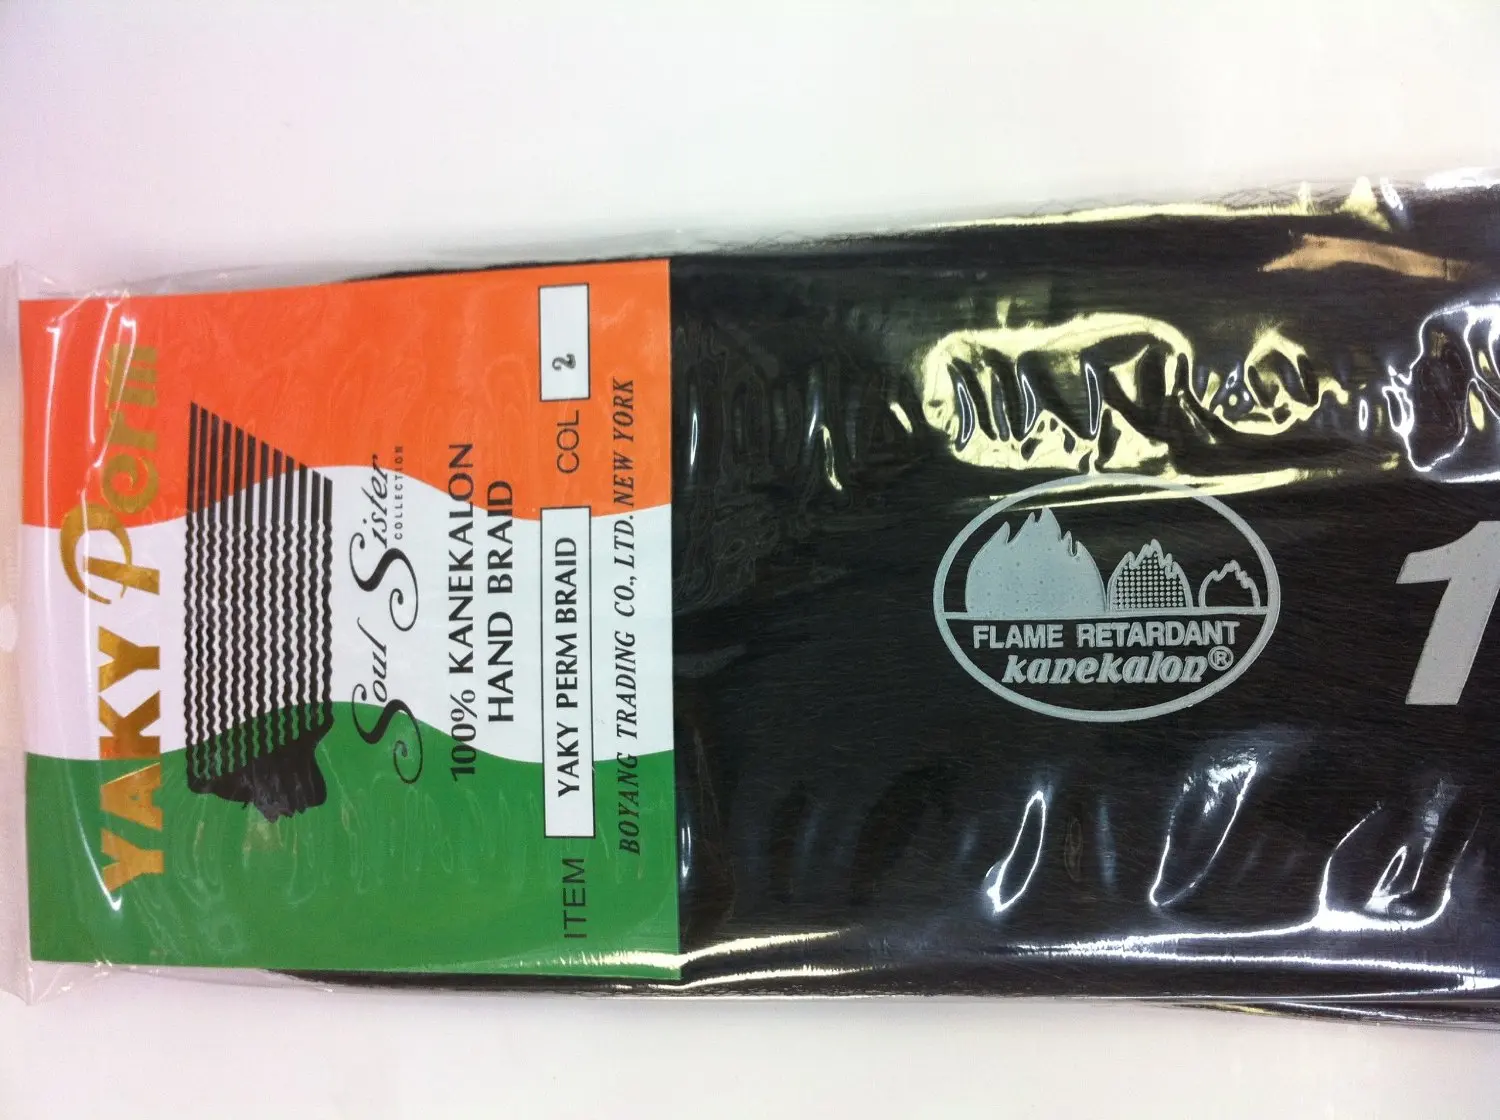 YAKY Perm
Soul Sister
COLLECTION
100% KANEKALON
HAND BRAID
ITEM YAKY PERM BRAID COL 2
BOYANG TRADING CO., LTD. NEW YORK
FLAME RETARDANT
kanekalon®
1